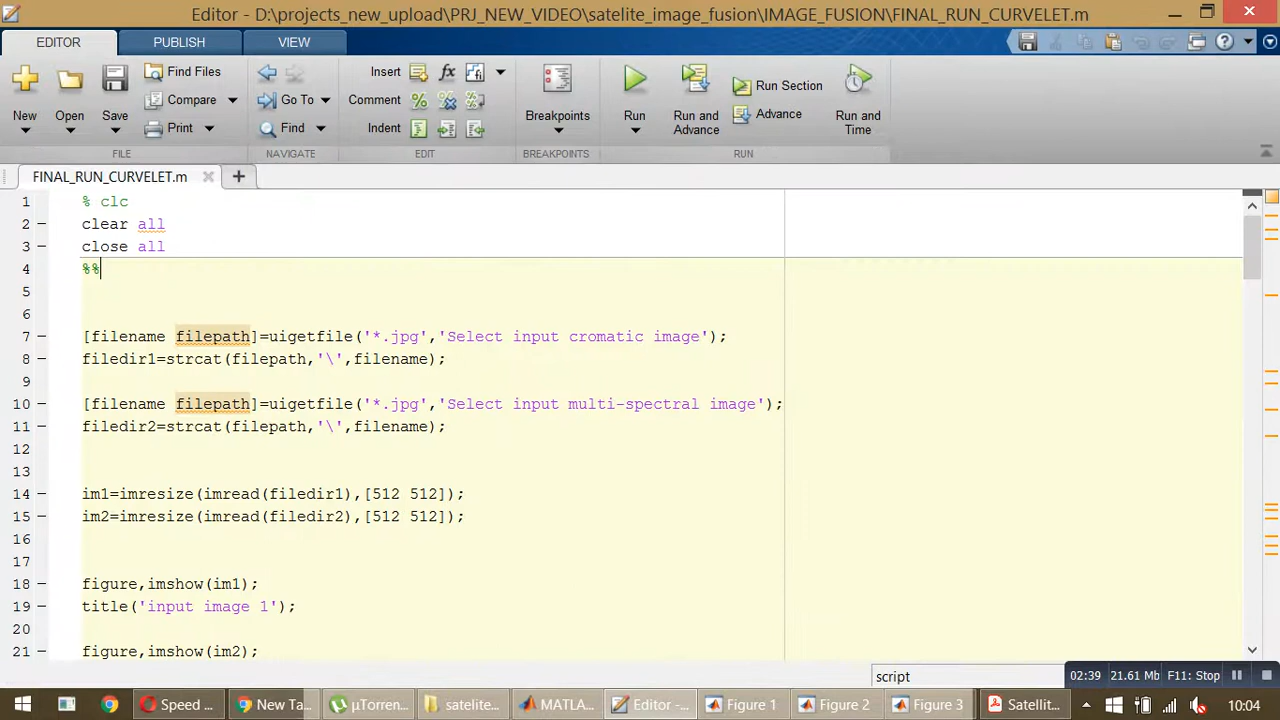 Editor - D:\projects_new_upload\PRJ_NEW_VIDEO\satelite_image_fusion\IMAGE_FUSION\FINAL_RUN_CURVELET.m
EDITOR PUBLISH VIEW
New Open Save Find Files Compare Print Go To Find Insert Comment Indent Breakpoints Run Run and Advance Run Section Advance Run and Time
FILE NAVIGATE EDIT BREAKPOINTS RUN
FINAL_RUN_CURVELET.m
1 % clc
2 clear all
3 close all
4 %%
5
6
7 [filename filepath]=uigetfile('*.jpg','Select input cromatic image');
8 filedir1=strcat(filepath,'\',filename);
9
10 [filename filepath]=uigetfile('*.jpg','Select input multi-spectral image');
11 filedir2=strcat(filepath,'\',filename);
12
13
14 im1=imresize(imread(filedir1),[512 512]);
15 im2=imresize(imread(filedir2),[512 512]);
16
17
18 figure,imshow(im1);
19 title('input image 1');
20
21 figure,imshow(im2);
script 02:39 21.61 Mb F11: Stop
Speed ... New Ta... µTorren... satelite... MATLA... Editor -... Figure 1 Figure 2 Figure 3 Satellit... 10:04